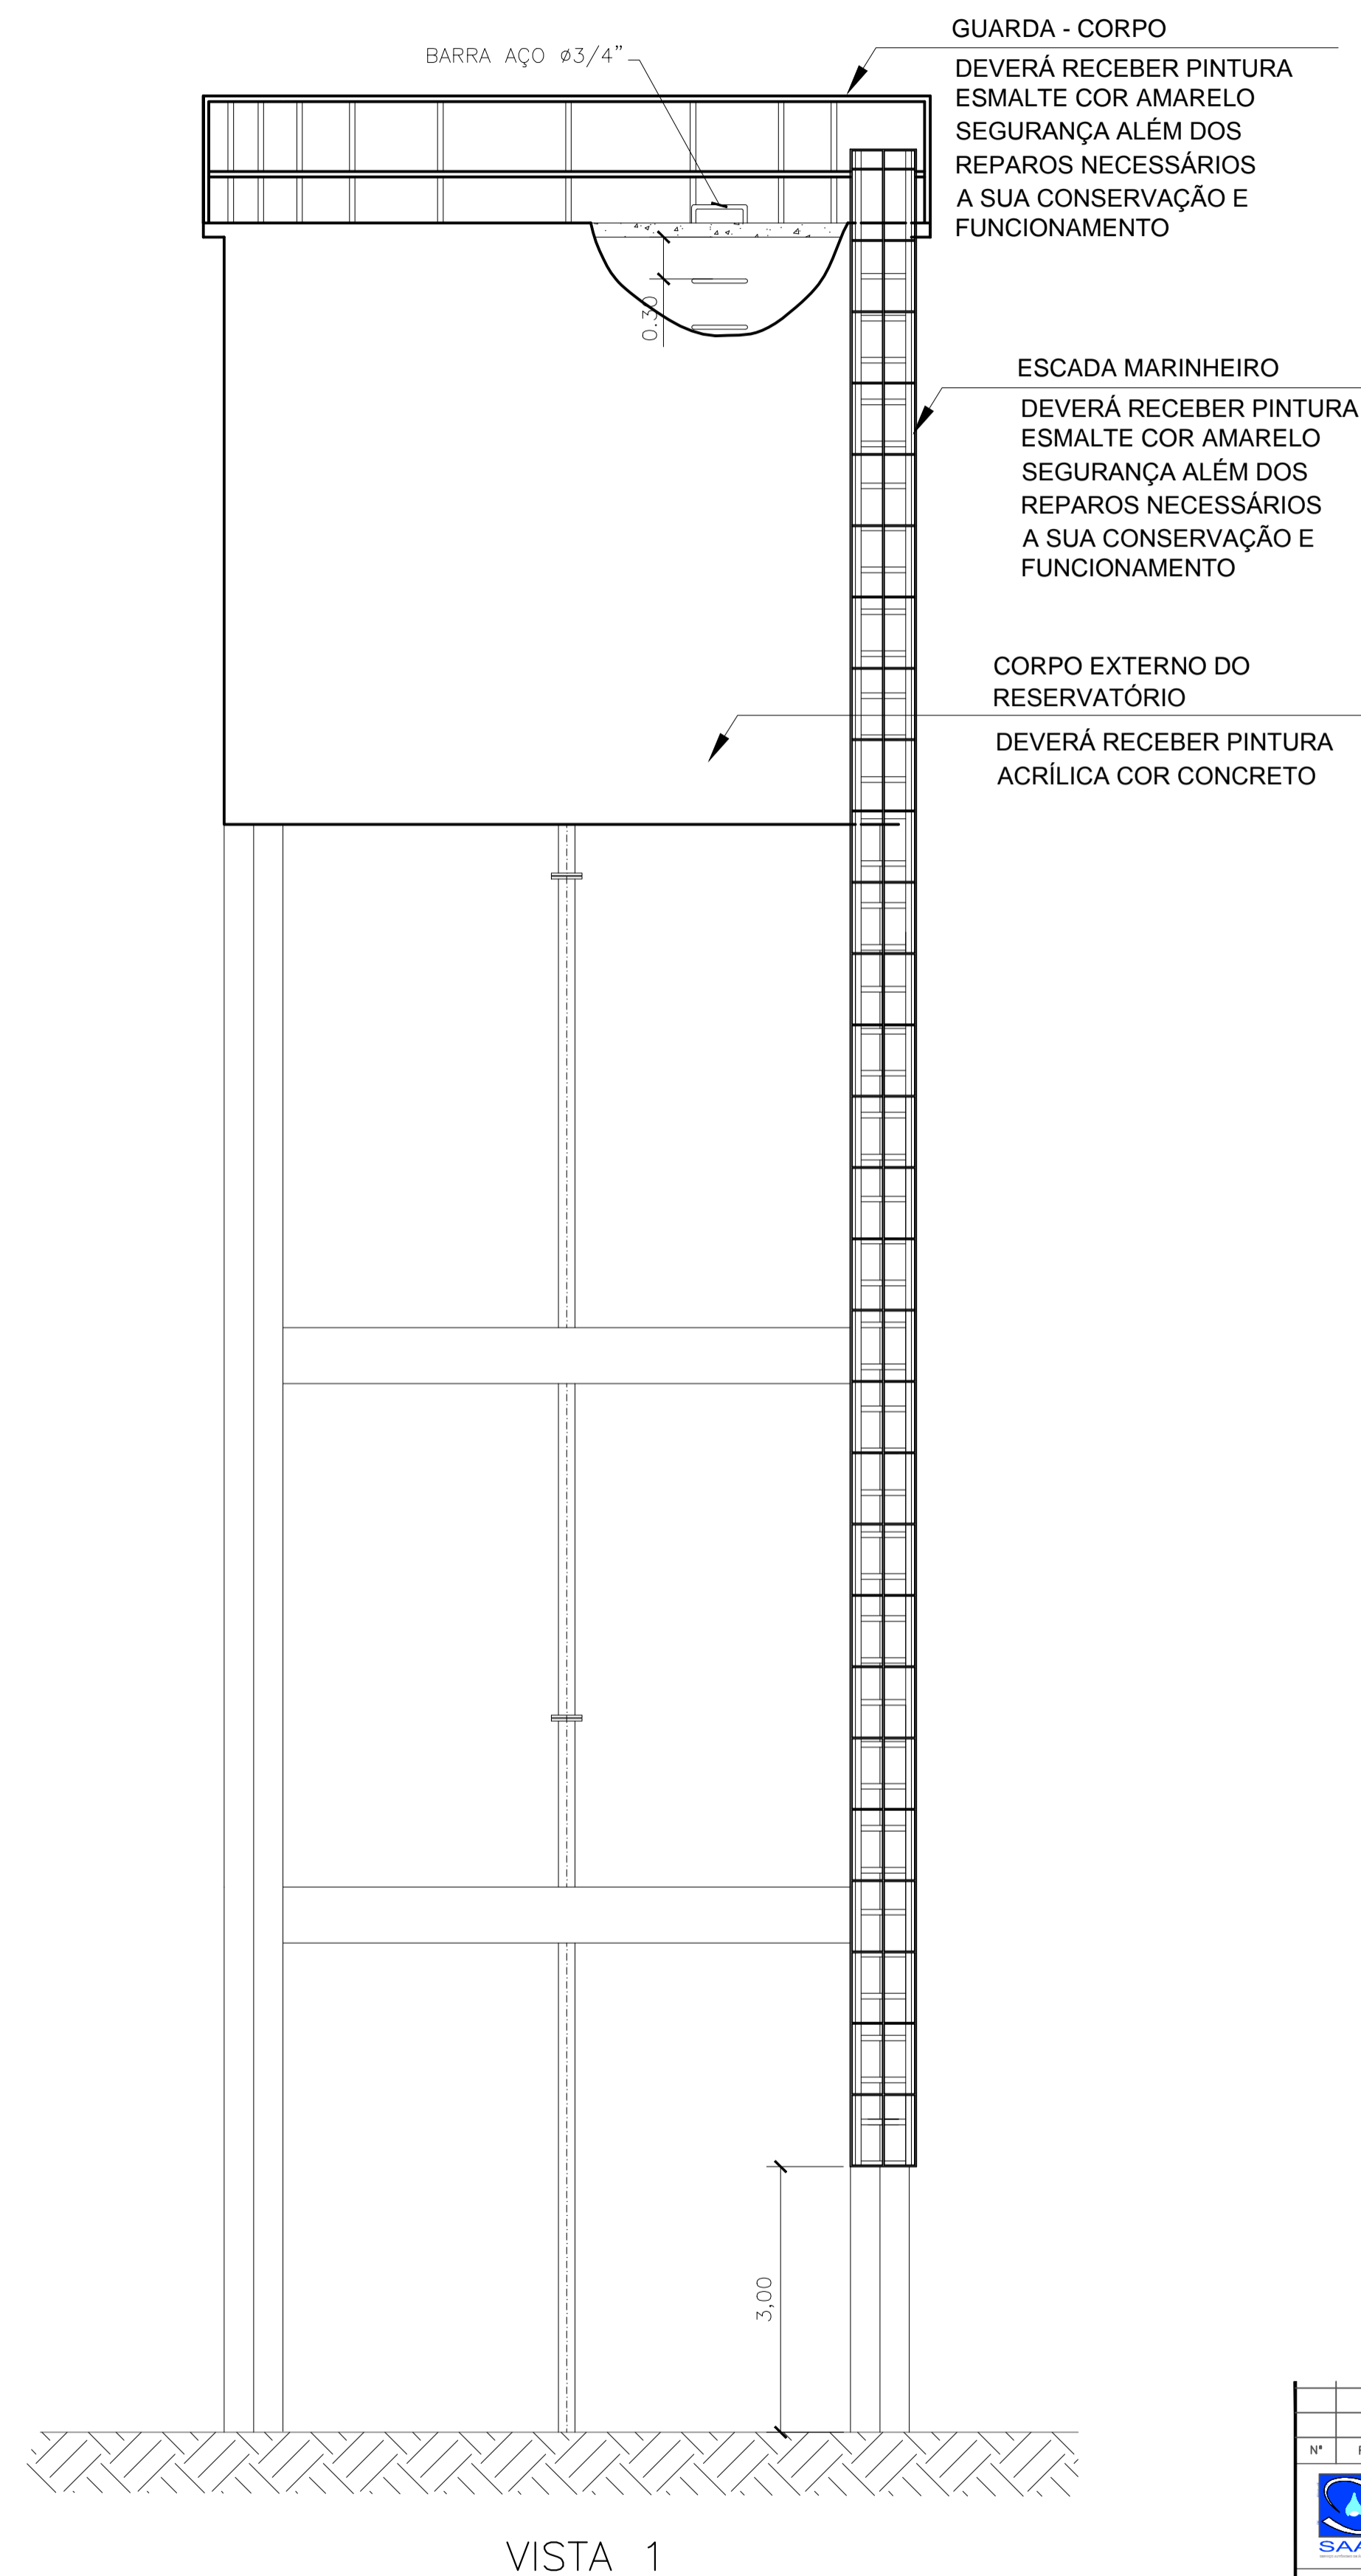 GUARDA - CORPO
BARRA AÇO ø3/4"
DEVERÁ RECEBER PINTURA
ESMALTE COR AMARELO
SEGURANÇA ALÉM DOS
REPAROS NECESSÁRIOS
A SUA CONSERVAÇÃO E
FUNCIONAMENTO
0.30
ESCADA MARINHEIRO
DEVERÁ RECEBER PINTURA
ESMALTE COR AMARELO
SEGURANÇA ALÉM DOS
REPAROS NECESSÁRIOS
A SUA CONSERVAÇÃO E
FUNCIONAMENTO
CORPO EXTERNO DO
RESERVATÓRIO
DEVERÁ RECEBER PINTURA
ACRÍLICA COR CONCRETO
3,00
Nº
VISTA 1